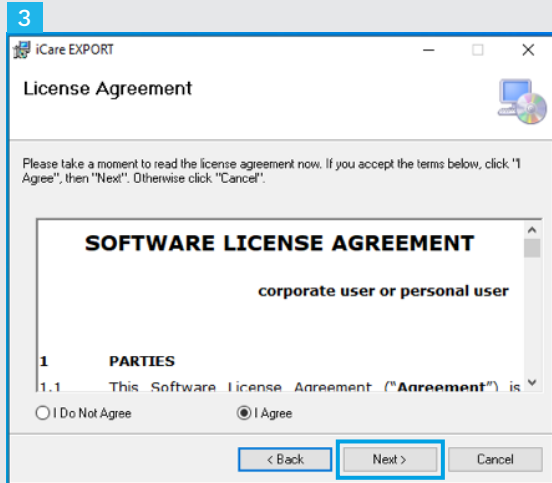 3
iCare EXPORT
License Agreement
Please take a moment to read the license agreement now. If you accept the terms below, click "I
Agree", then "Next". Otherwise click "Cancel".
SOFTWARE LICENSE AGREEMENT
corporate user or personal user
1 PARTIES
1.1 This Software License Agreement ("Agreement") is
I Do Not Agree I Agree
< Back Next > Cancel